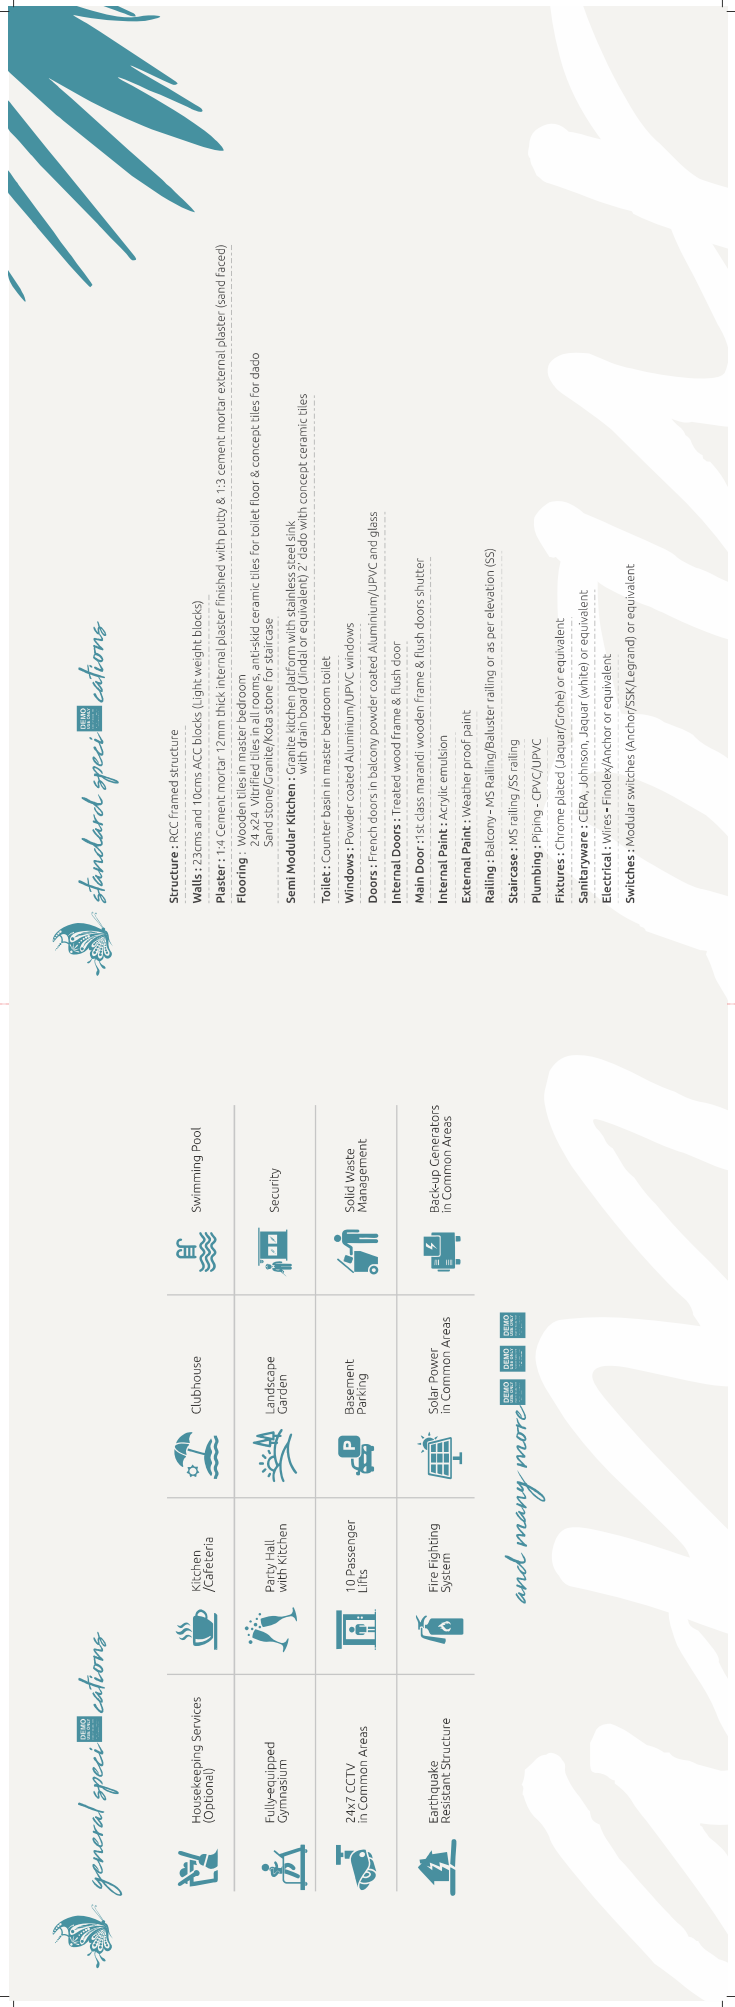 general speci
DEMO
cations
Housekeeping Services
(Optional)
Kitchen
/Cafeteria
Clubhouse
Swimming Pool
Fully-equipped
Gymnasium
Party Hall
with Kitchen
Landscape
Garden
Security
24x7 CCTV
in Common Areas
10 Passenger
Lifts
Basement
Parking
Solid Waste
Management
Earthquake
Resistant Structure
Fire Fighting
System
Solar Power
in Common Areas
Back-up Generators
in Common Areas
and many more
DEMO
DEMO
DEMO
standard speci
DEMO
cations
Structure : RCC framed structure
Walls : 23cms and 10cms ACC blocks (Light weight blocks)
Plaster : 1:4 Cement mortar 12mm thick internal plaster finished with putty & 1:3 cement mortar external plaster (sand faced)
Flooring : Wooden tiles in master bedroom
24 x24 Vitrified tiles in all rooms, anti-skid ceramic tiles for toilet floor & concept tiles for dado
Sand stone/Granite/Kota stone for staircase
Semi Modular Kitchen : Granite kitchen platform with stainless steel sink
with drain board (Jindal or equivalent) 2' dado with concept ceramic tiles
Toilet : Counter basin in master bedroom toilet
Windows : Powder coated Aluminium/UPVC windows
Doors : French doors in balcony powder coated Aluminium/UPVC and glass
Internal Doors : Treated wood frame & flush door
Main Door :1st class marandi wooden frame & flush doors shutter
Internal Paint : Acrylic emulsion
External Paint : Weather proof paint
Railing : Balcony - MS Railing/Baluster railing or as per elevation (SS)
Staircase : MS railing /SS railing
Plumbing : Piping - CPVC/UPVC
Fixtures : Chrome plated (Jaquar/Grohe) or equivalent
Sanitaryware : CERA, Johnson, Jaquar (white) or equivalent
Electrical : Wires - Finolex/Anchor or equivalent
Switches : Modular switches (Anchor/SSK/Legrand) or equivalent